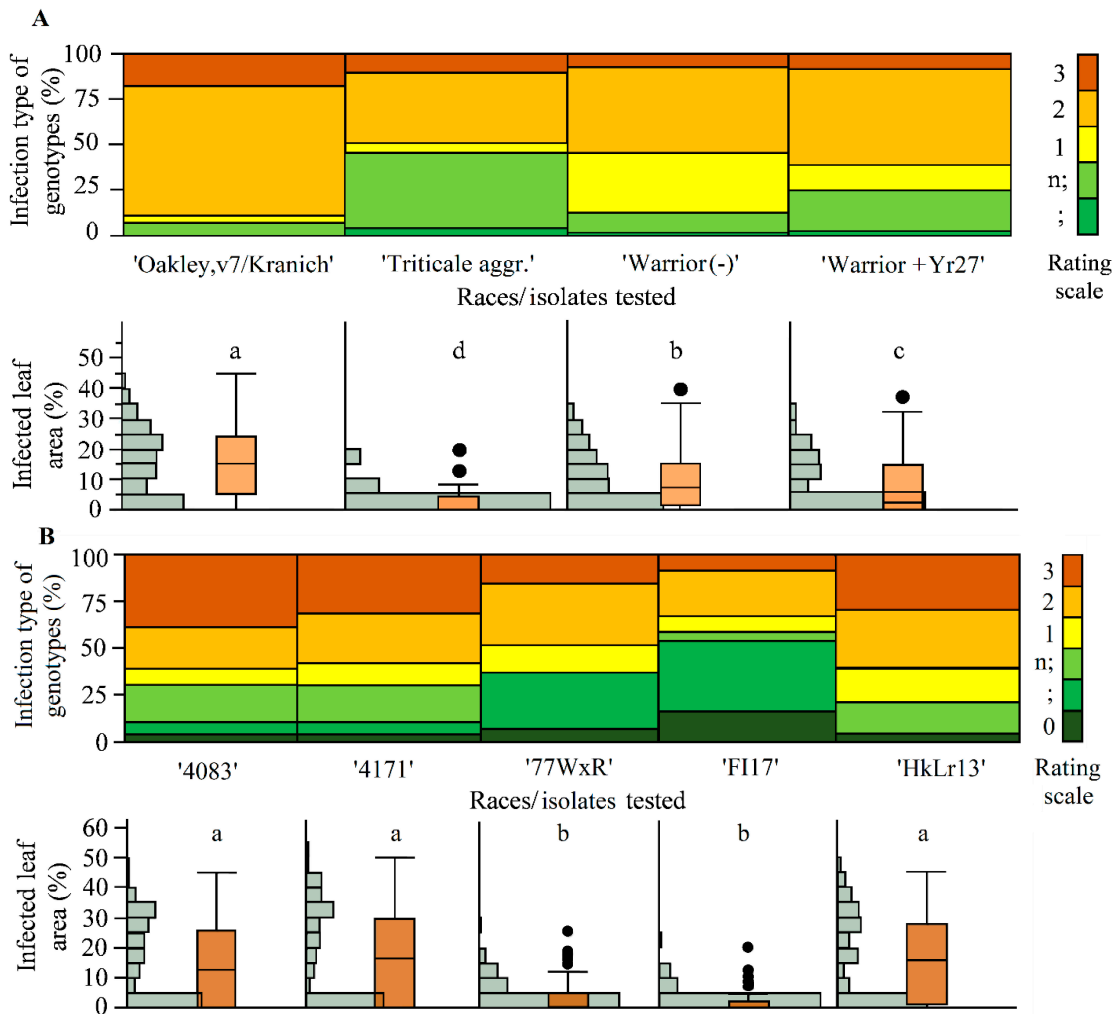 A
Infection type of
genotypes (%)
100
75
50
25
0
3
2
1
n;
;
'Oakley,v7/Kranich'
'Triticale aggr.'
'Warrior(-)'
'Warrior +Yr27'
Rating
scale
Races/isolates tested
Infected leaf
area (%)
50
40
30
20
10
0
a
d
b
c
B
Infection type of
genotypes (%)
100
75
50
25
0
3
2
1
n;
;
0
'4083'
'4171'
'77WxR'
'FI17'
'HkLr13'
Rating
scale
Races/isolates tested
Infected leaf
area (%)
60
50
40
30
20
10
0
a
a
b
b
a